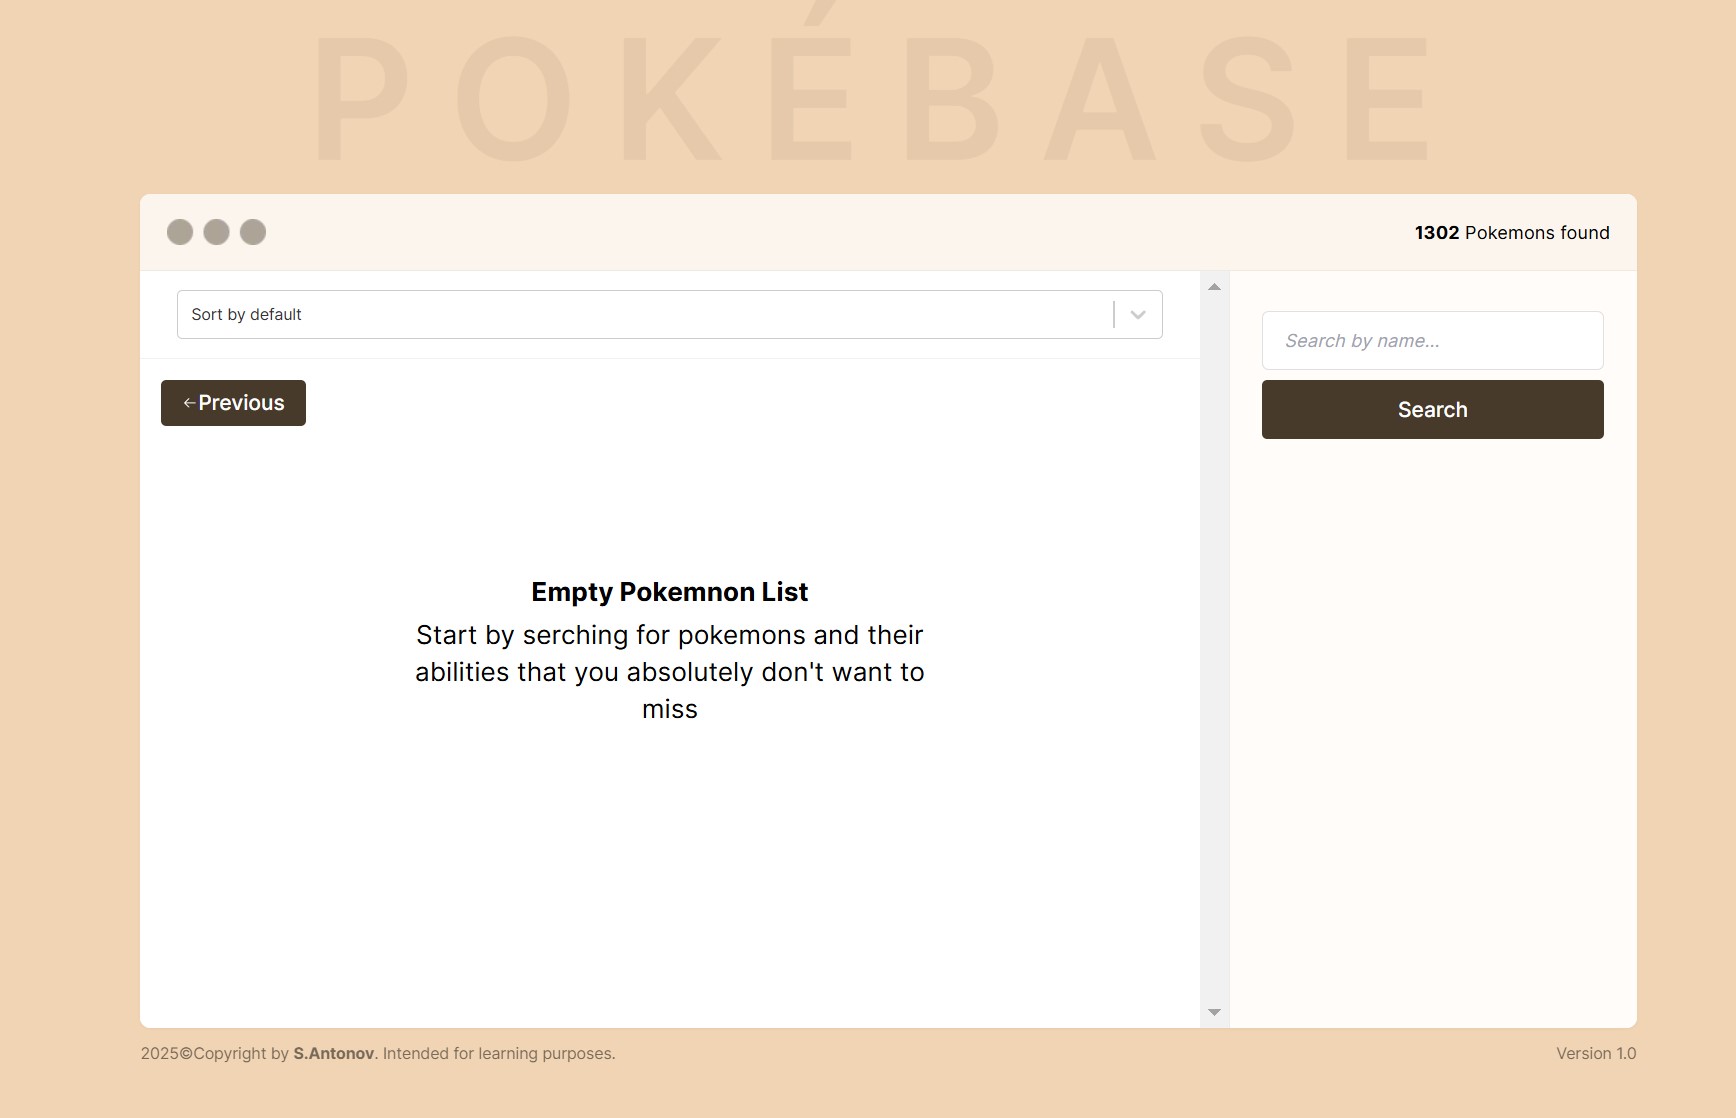 POKÉBASE
1302 Pokemons found
Sort by default
Search by name...
←Previous
Search
Empty Pokemnon List
Start by serching for pokemons and their
abilities that you absolutely don't want to
miss
2025©Copyright by S.Antonov. Intended for learning purposes.
Version 1.0